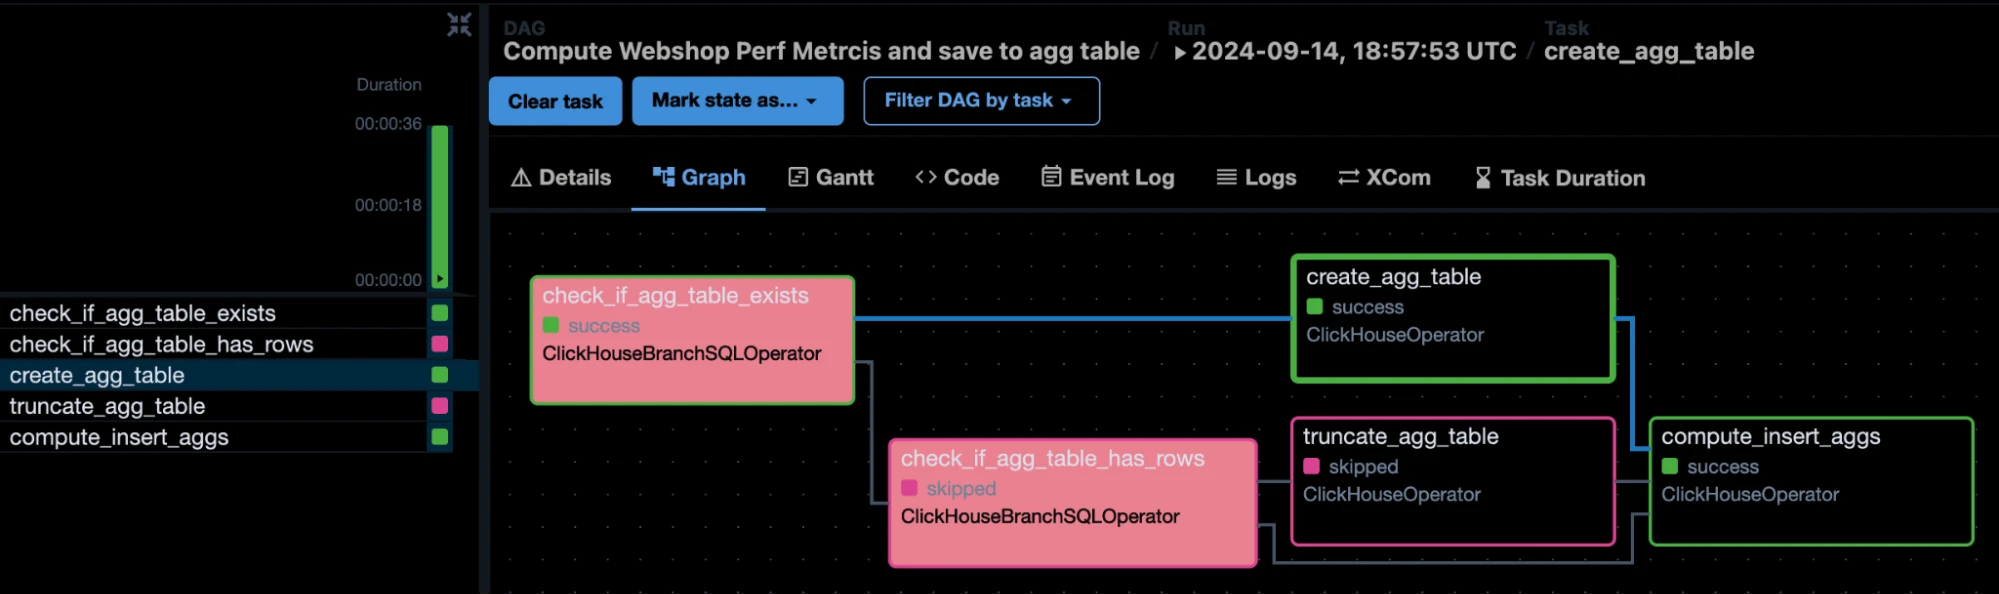 Duration
00:00:36
00:00:18
00:00:00
check_if_agg_table_exists
check_if_agg_table_has_rows
create_agg_table
truncate_agg_table
compute_insert_aggs
DAG
Compute Webshop Perf Metrcis and save to agg table /
Run
2024-09-14, 18:57:53 UTC /
Task
create_agg_table
Clear task
Mark state as...
Filter DAG by task
Details
Graph
Gantt
Code
Event Log
Logs
XCom
Task Duration
check_if_agg_table_exists
success
ClickHouseBranchSQLOperator
check_if_agg_table_has_rows
skipped
ClickHouseBranchSQLOperator
create_agg_table
success
ClickHouseOperator
truncate_agg_table
skipped
ClickHouseOperator
compute_insert_aggs
success
ClickHouseOperator